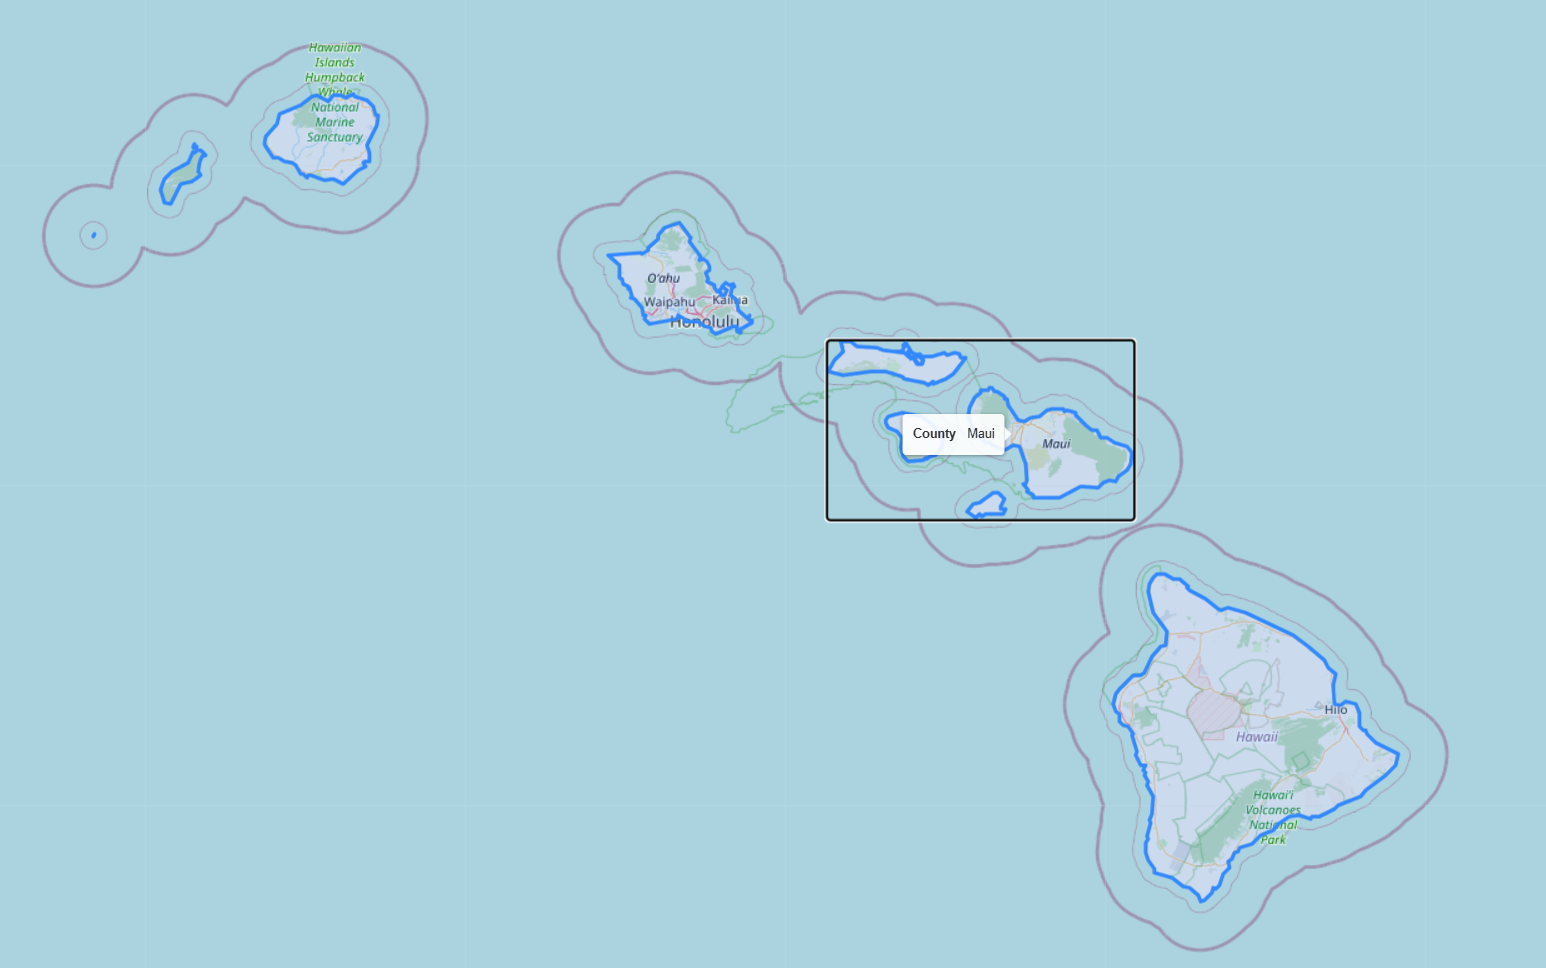 Hawaiian
Islands
Humpback
Whale
National
Marine
Sanctuary
O'ahu
Waipahu
Kailua
Honolulu
County Maui
Maui
Hilo
Hawaii
Hawai'i
Volcanoes
National
Park